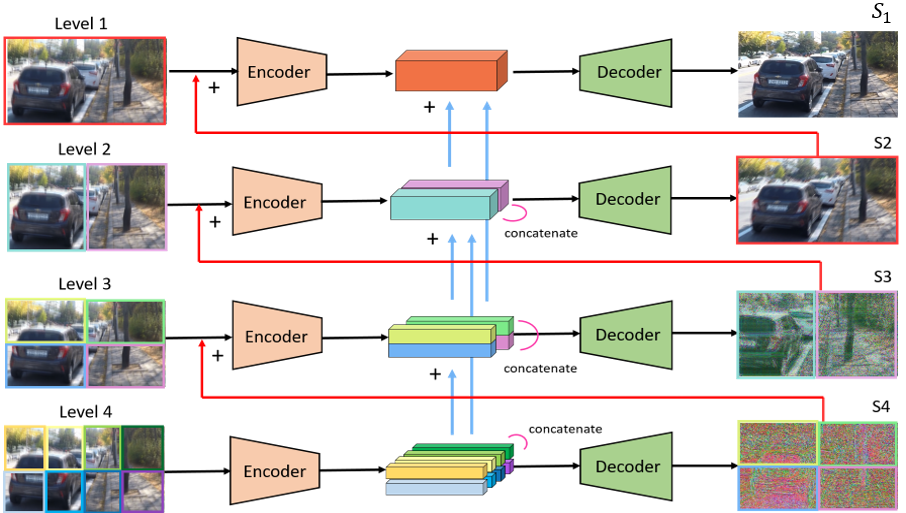 Level 1
S₁
+
Encoder
Decoder
+
Level 2
S2
+
Encoder
Decoder
concatenate
+
Level 3
S3
+
Encoder
Decoder
concatenate
+
Level 4
S4
concatenate
Encoder
Decoder